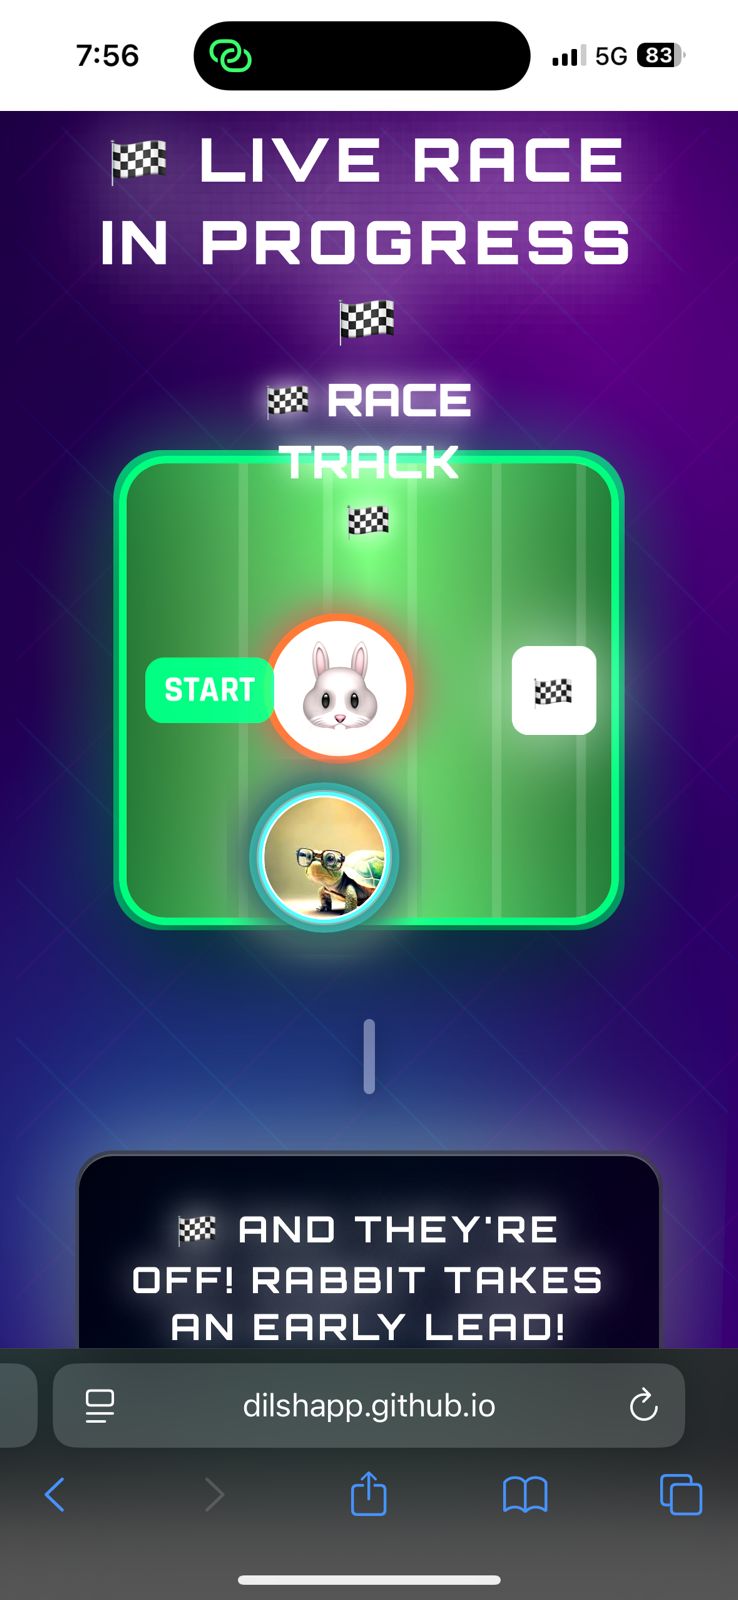 7:56
5G
83
🏁 LIVE RACE
IN PROGRESS
🏁
🏁 RACE
TRACK
🏁
START
🏁
🏁 AND THEY'RE
OFF! RABBIT TAKES
AN EARLY LEAD!
dilshapp.github.io